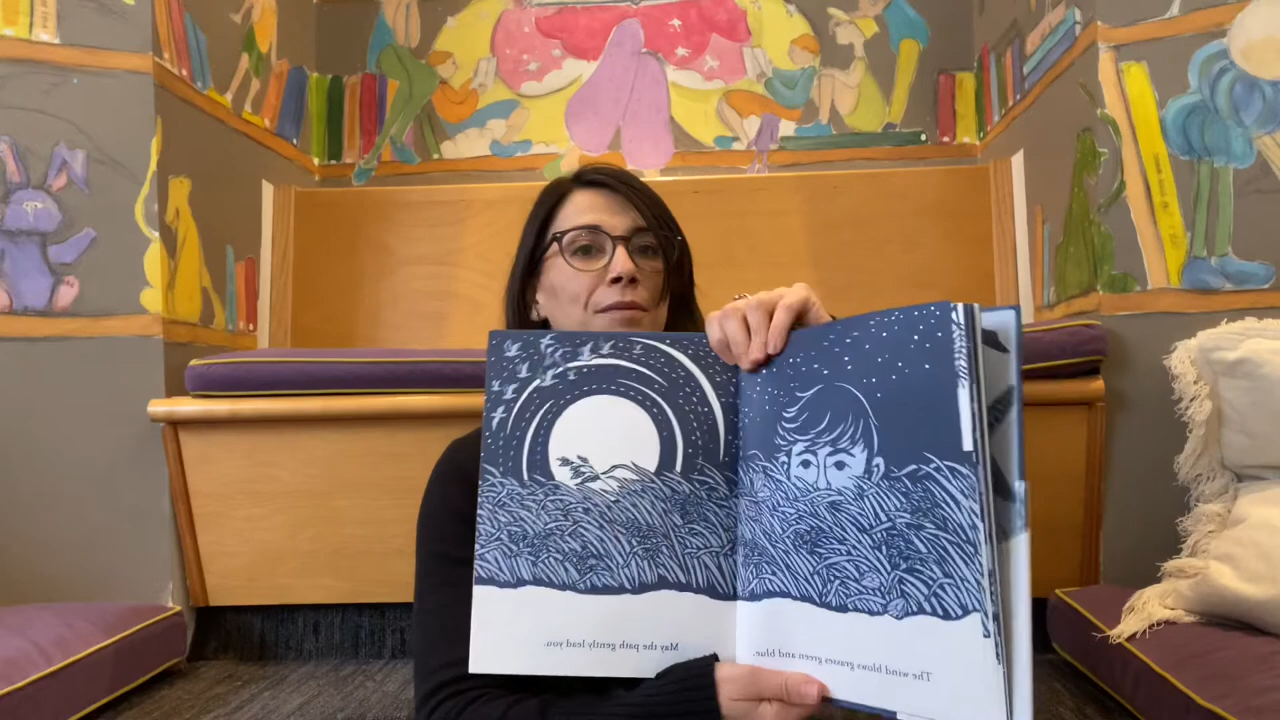 May the path gently lead you.
The wind blows grasses green and blue.